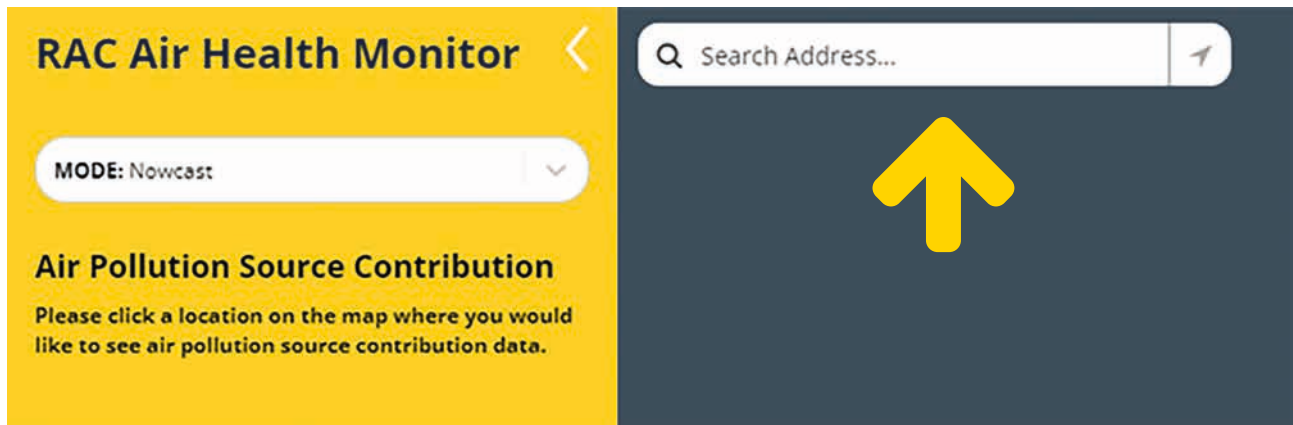 RAC Air Health Monitor
Search Address...
MODE: Nowcast
Air Pollution Source Contribution
Please click a location on the map where you would
like to see air pollution source contribution data.